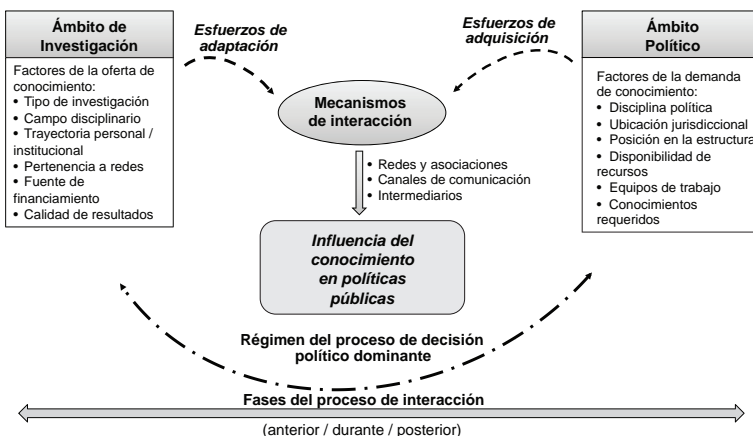 Ámbito de
Investigación
Factores de la oferta de
conocimiento:
• Tipo de investigación
• Campo disciplinario
• Trayectoria personal /
institucional
• Pertenencia a redes
• Fuente de
financiamiento
• Calidad de resultados
Esfuerzos de
adaptación
Esfuerzos de
adquisición
Ámbito
Político
Factores de la demanda
de conocimiento:
• Disciplina política
• Ubicación jurisdiccional
• Posición en la estructura
• Disponibilidad de
recursos
• Equipos de trabajo
• Conocimientos
requeridos
Mecanismos
de interacción
• Redes y asociaciones
• Canales de comunicación
• Intermediarios
Influencia del
conocimiento
en políticas
públicas
Régimen del proceso de decisión
político dominante
Fases del proceso de interacción
(anterior / durante / posterior)